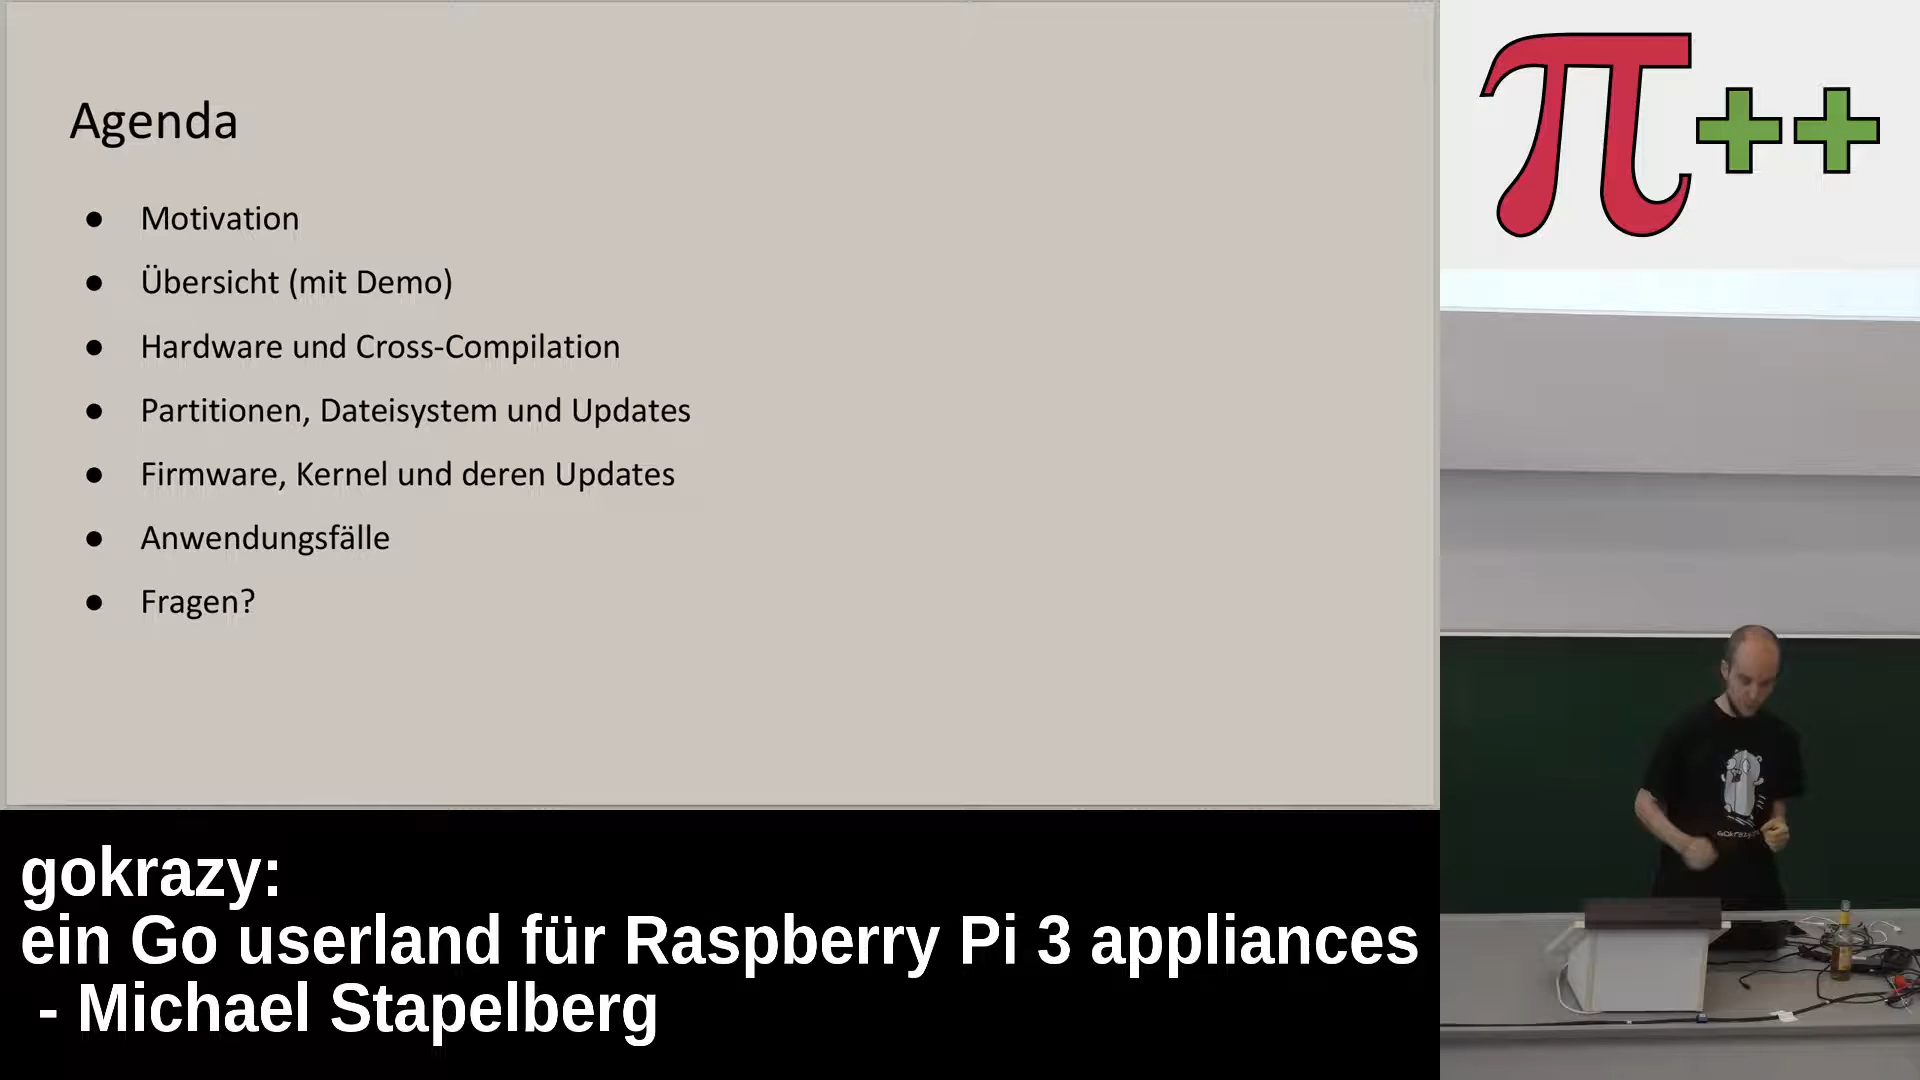 Agenda
● Motivation
● Übersicht (mit Demo)
● Hardware und Cross-Compilation
● Partitionen, Dateisystem und Updates
● Firmware, Kernel und deren Updates
● Anwendungsfälle
● Fragen?
π++
gokrazy:
ein Go userland für Raspberry Pi 3 appliances
- Michael Stapelberg